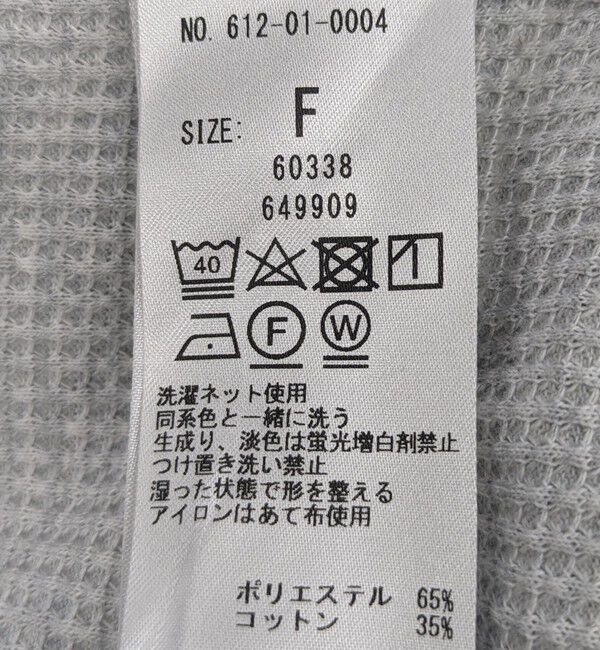 NO. 612-01-0004
SIZE: F
60338
649909
40
F W
洗濯ネット使用
同系色と一緒に洗う
生成り、淡色は蛍光増白剤禁止
つけ置き洗い禁止
湿った状態で形を整える
アイロンはあて布使用
ポリエステル 65%
コットン 35%